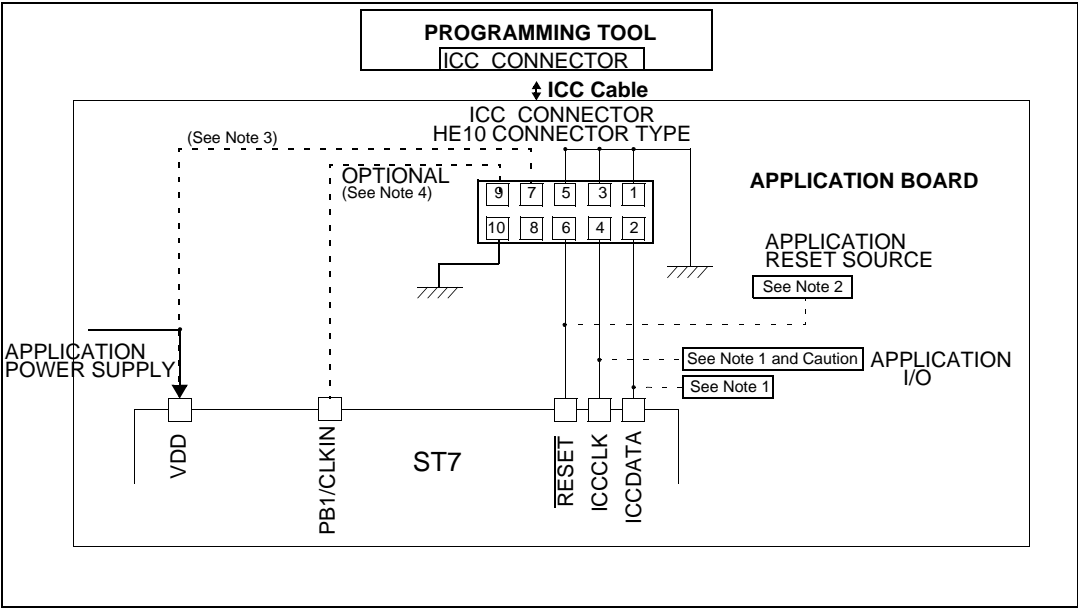 PROGRAMMING TOOL
ICC CONNECTOR
ICC Cable
ICC CONNECTOR
HE10 CONNECTOR TYPE
(See Note 3)
OPTIONAL
(See Note 4)
9 7 5 3 1
10 8 6 4 2
APPLICATION BOARD
APPLICATION
RESET SOURCE
See Note 2
APPLICATION
POWER SUPPLY
See Note 1 and Caution
See Note 1
APPLICATION
I/O
VDD
PB1/CLKIN
ST7
RESET
ICCCLK
ICCDATA